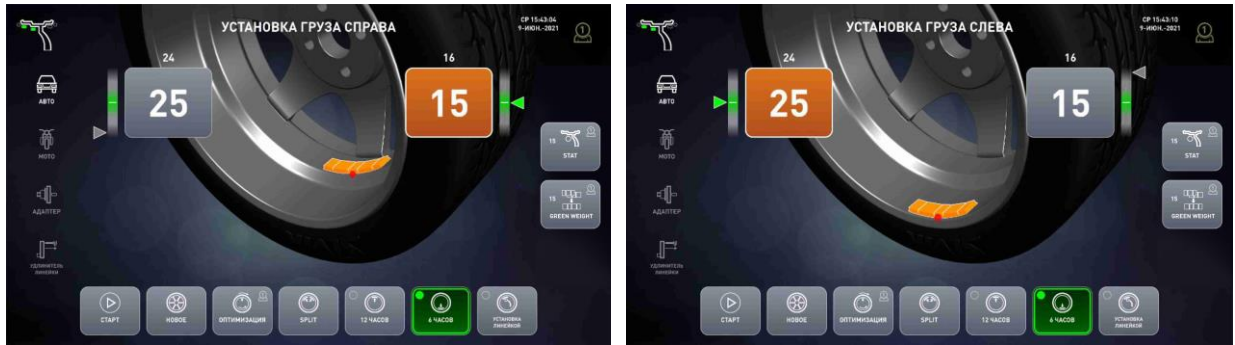 УСТАНОВКА ГРУЗА СПРАВА
СР 15:43:04
9-ИЮН.-2021
1
24
25
16
15
АВТО
МОТО
АДАПТЕР
УДЛИНИТЕЛЬ
ЛИНЕЙКИ
15
STAT
15
GREEN WEIGHT
СТАРТ
НОВОЕ
ОПТИМИЗАЦИЯ
SPLIT
12 ЧАСОВ
6 ЧАСОВ
УСТАНОВКА
ЛИНЕЙКОЙ
УСТАНОВКА ГРУЗА СЛЕВА
СР 15:43:10
9-ИЮН.-2021
1
24
25
16
15
АВТО
МОТО
АДАПТЕР
УДЛИНИТЕЛЬ
ЛИНЕЙКИ
15
STAT
15
GREEN WEIGHT
СТАРТ
НОВОЕ
ОПТИМИЗАЦИЯ
SPLIT
12 ЧАСОВ
6 ЧАСОВ
УСТАНОВКА
ЛИНЕЙКОЙ